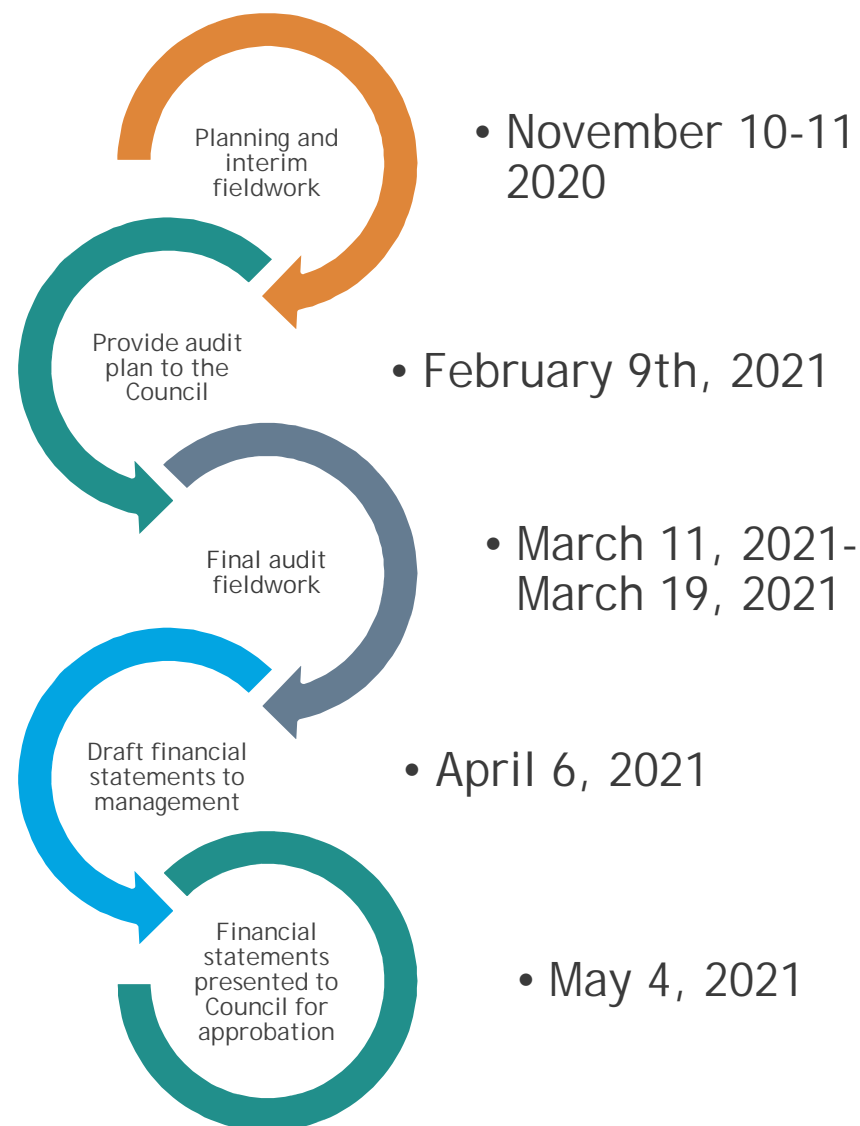 Planning and
interim
fieldwork
• November 10-11
2020
Provide audit
plan to the
Council
• February 9th, 2021
Final audit
fieldwork
• March 11, 2021-
March 19, 2021
Draft financial
statements to
management
• April 6, 2021
Financial
statements
presented to
Council for
approbation
• May 4, 2021